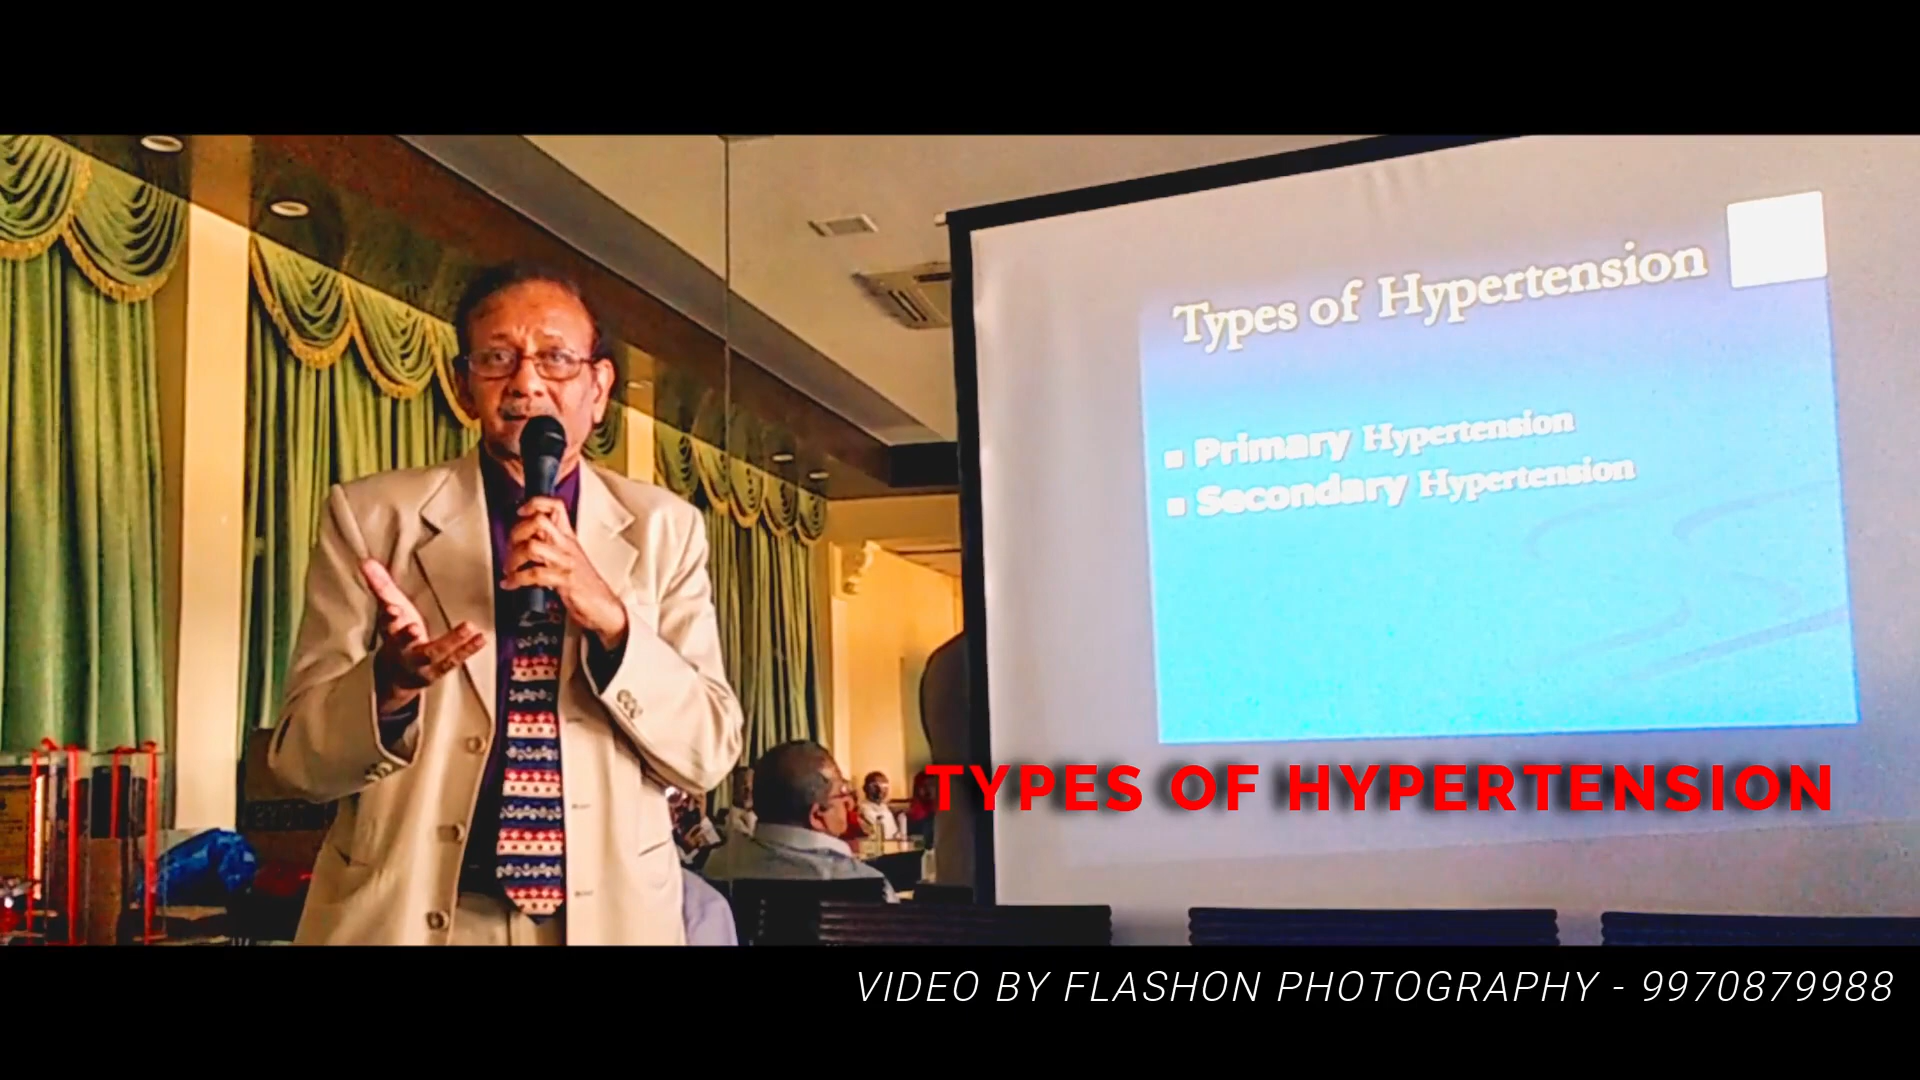 Types of Hypertension
▪ Primary Hypertension
▪ Secondary Hypertension
TYPES OF HYPERTENSION
VIDEO BY FLASHON PHOTOGRAPHY - 9970879988